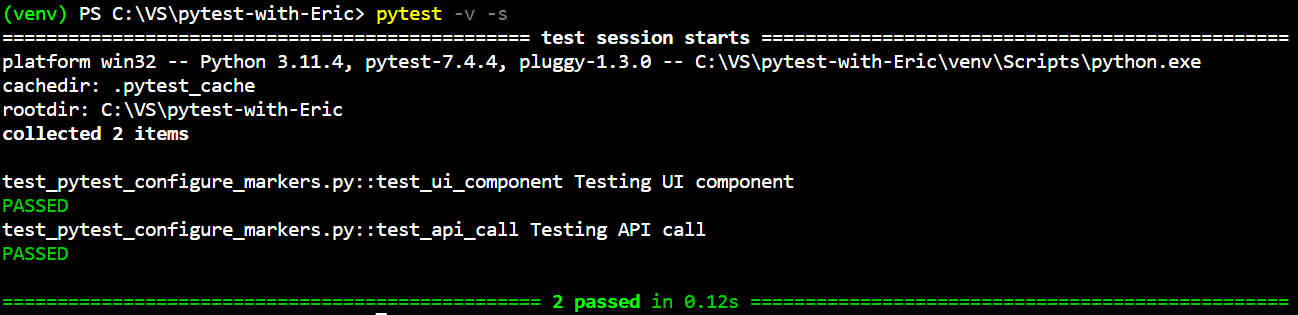 (venv) PS C:\VS\pytest-with-Eric> pytest -v -s
================================================ test session starts ================================================
platform win32 -- Python 3.11.4, pytest-7.4.4, pluggy-1.3.0 -- C:\VS\pytest-with-Eric\venv\Scripts\python.exe
cachedir: .pytest_cache
rootdir: C:\VS\pytest-with-Eric
collected 2 items
test_pytest_configure_markers.py::test_ui_component Testing UI component
PASSED
test_pytest_configure_markers.py::test_api_call Testing API call
PASSED
================================================= 2 passed in 0.12s =================================================